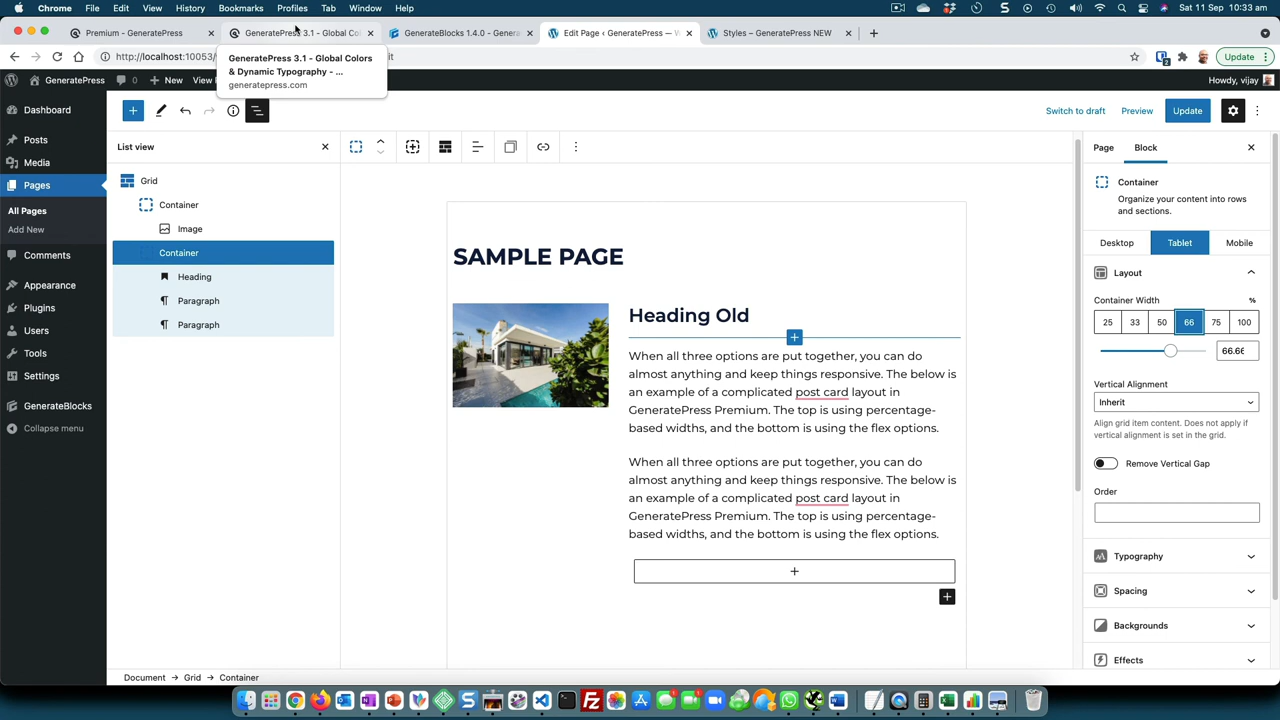 Chrome File Edit View History Bookmarks Profiles Tab Window Help Sat 11 Sep 10:33 am
Premium - GeneratePress GeneratePress 3.1 - Global Col GenerateBlocks 1.4.0 - Genera Edit Page ‹ GeneratePress — W Styles – GeneratePress NEW
GeneratePress 3.1 - Global Colors
& Dynamic Typography - ...
generatepress.com
localhost:10053/ it Update
GeneratePress 0 New View Howdy, vijay
Dashboard
Posts
Media
Pages
All Pages
Add New
Comments
Appearance
Plugins
Users
Tools
Settings
GenerateBlocks
Collapse menu
Switch to draft Preview Update
List view
Grid
Container
Image
Container
Heading
Paragraph
Paragraph
SAMPLE PAGE
Heading Old
When all three options are put together, you can do
almost anything and keep things responsive. The below is
an example of a complicated post card layout in
GeneratePress Premium. The top is using percentage-
based widths, and the bottom is using the flex options.
When all three options are put together, you can do
almost anything and keep things responsive. The below is
an example of a complicated post card layout in
GeneratePress Premium. The top is using percentage-
based widths, and the bottom is using the flex options.
Page Block
Container
Organize your content into rows
and sections.
Desktop Tablet Mobile
Layout
Container Width %
25 33 50 66 75 100
66.66
Vertical Alignment
Inherit
Align grid item content. Does not apply if
vertical alignment is set in the grid.
Remove Vertical Gap
Order
Typography
Spacing
Backgrounds
Effects
Document → Grid → Container